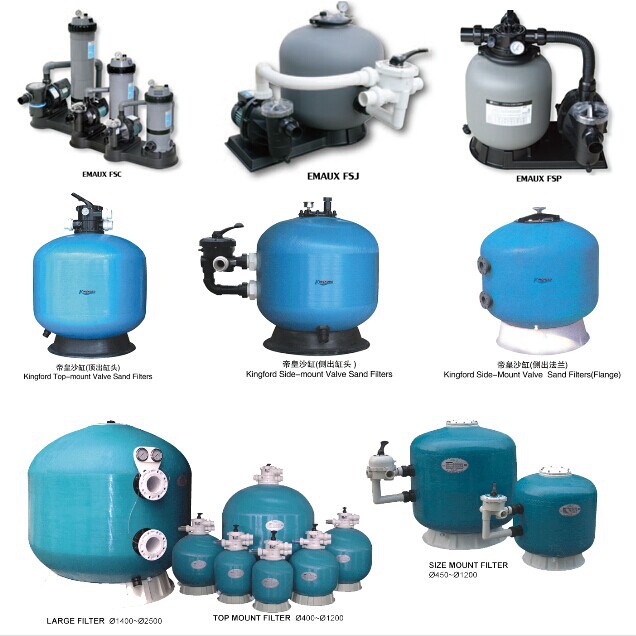 EMAUX FSC
EMAUX FSJ
EMAUX FSP
帝皇沙缸(顶出缸头)
Kingford Top-mount Valve Sand Filters
帝皇沙缸(侧出缸头)
Kingford Side-mount Valve Sand Filters
帝皇沙缸(侧出法兰)
Kingford Side-Mount Valve Sand Filters(Flange)
LARGE FILTER Ø1400~Ø2500
TOP MOUNT FILTER Ø400~Ø1200
SIZE MOUNT FILTER
Ø450~Ø1200